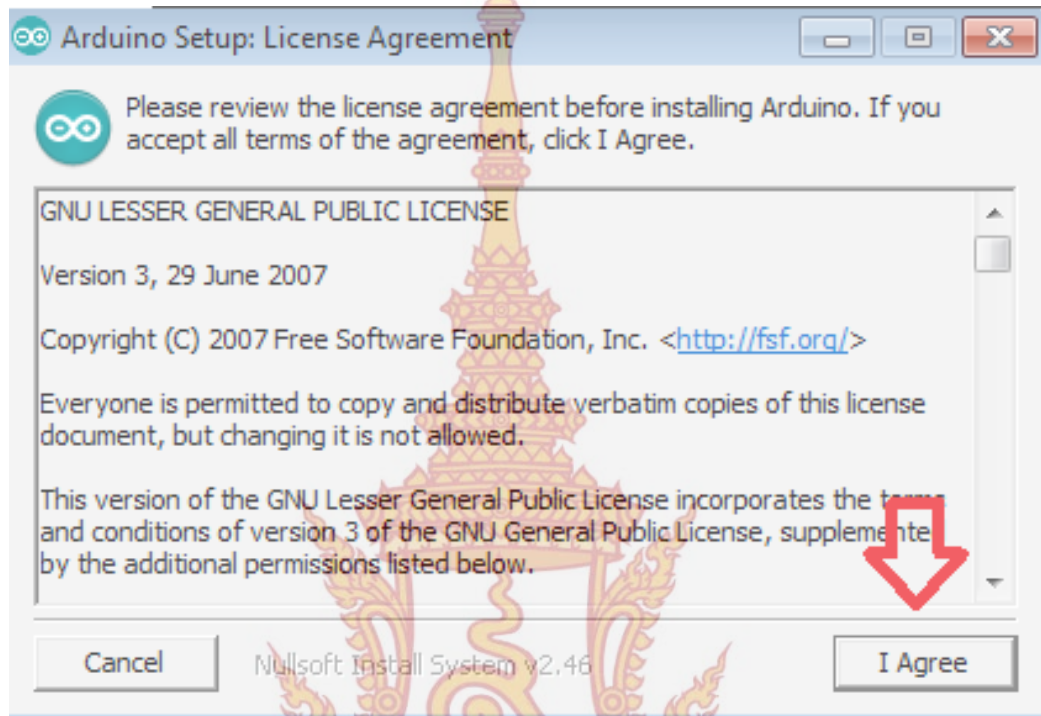 Arduino Setup: License Agreement
Please review the license agreement before installing Arduino. If you
accept all terms of the agreement, click I Agree.
GNU LESSER GENERAL PUBLIC LICENSE
Version 3, 29 June 2007
Copyright (C) 2007 Free Software Foundation, Inc. <http://fsf.org/>
Everyone is permitted to copy and distribute verbatim copies of this license
document, but changing it is not allowed.
This version of the GNU Lesser General Public License incorporates the terms
and conditions of version 3 of the GNU General Public License, supplemented
by the additional permissions listed below.
Cancel
Nullsoft Install System v2.46
I Agree